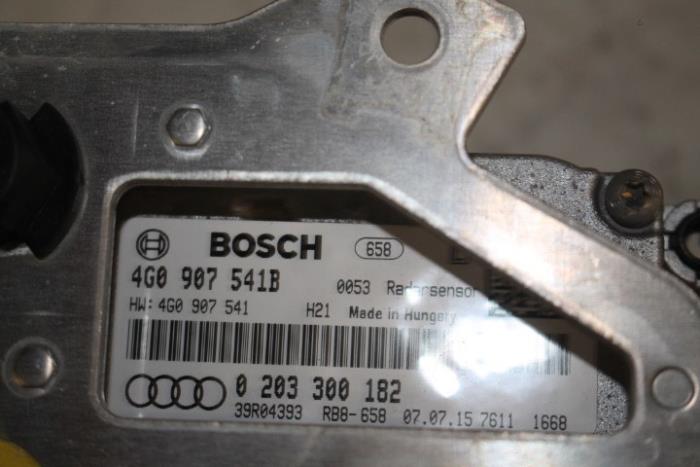 BOSCH 658
4G0 907 541B 0053 Radarsensor
HW: 4G0 907 541 H21 Made in Hungary
0 203 300 182
39R04393 RB8-658 07.07.15 7611 1668